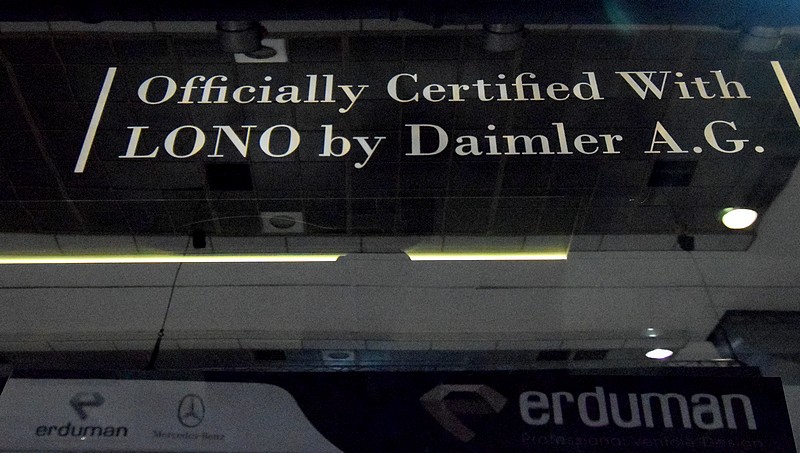 Officially Certified With
LONO by Daimler A.G.
erduman
Mercedes-Benz
erduman
Professional Vehicle Design